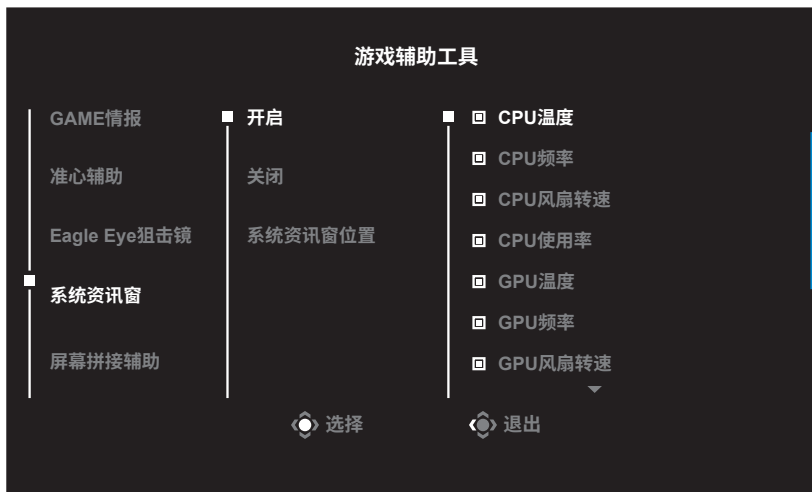 游戏辅助工具
GAME情报
准心辅助
Eagle Eye狙击镜
系统资讯窗
屏幕拼接辅助
开启
关闭
系统资讯窗位置
CPU温度
CPU频率
CPU风扇转速
CPU使用率
GPU温度
GPU频率
GPU风扇转速
选择
退出